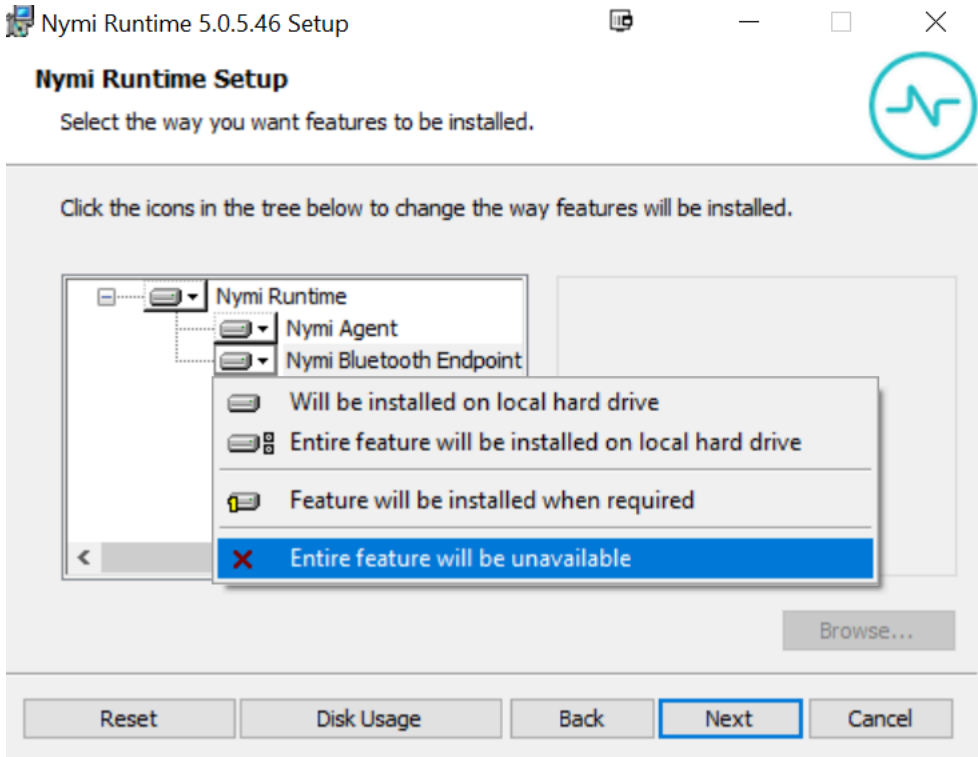 Nymi Runtime 5.0.5.46 Setup
Nymi Runtime Setup
Select the way you want features to be installed.
Click the icons in the tree below to change the way features will be installed.
Nymi Runtime
Nymi Agent
Nymi Bluetooth Endpoint
Will be installed on local hard drive
Entire feature will be installed on local hard drive
Feature will be installed when required
Entire feature will be unavailable
Browse...
Reset Disk Usage Back Next Cancel